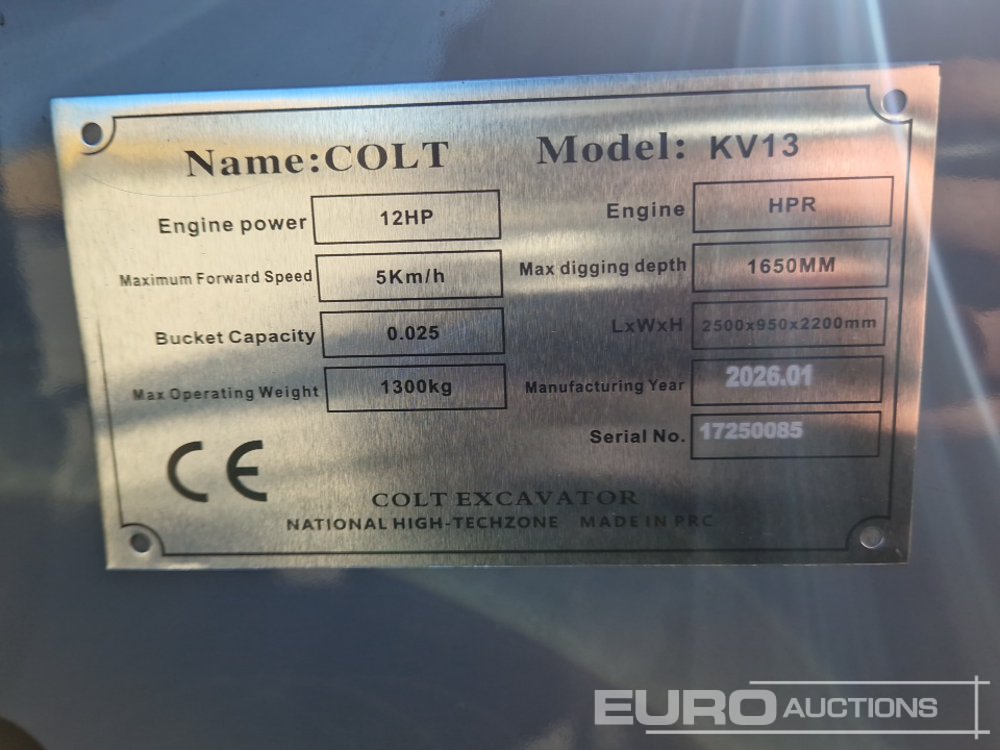 Name:COLT Model: KV13
Engine power 12HP Engine HPR
Maximum Forward Speed 5Km/h Max digging depth 1650MM
Bucket Capacity 0.025 LxWxH 2500x950x2200mm
Max Operating Weight 1300kg Manufacturing Year 2026.01
Serial No. 17250085
CE
COLT EXCAVATOR
NATIONAL HIGH-TECHZONE MADE IN PRC
EURO AUCTIONS